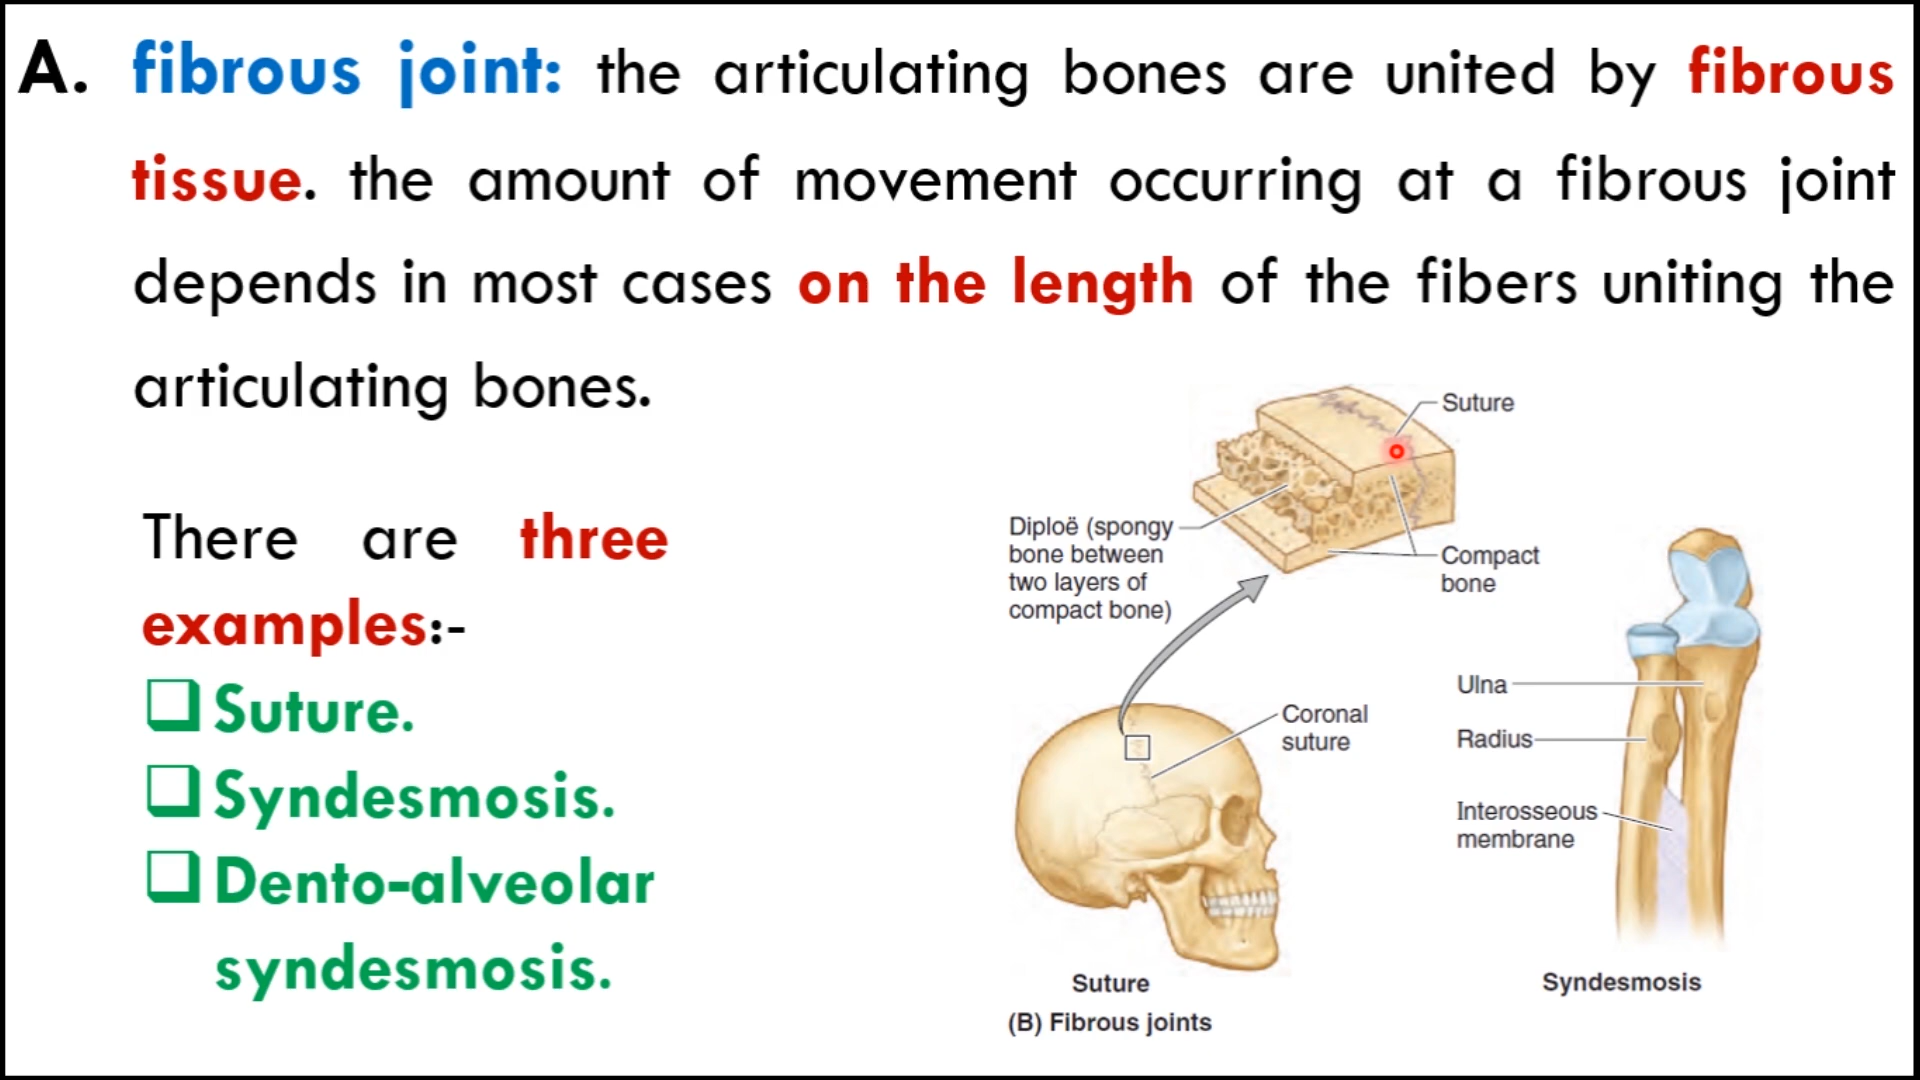 A. fibrous joint: the articulating bones are united by fibrous
tissue. the amount of movement occurring at a fibrous joint
depends in most cases on the length of the fibers uniting the
articulating bones.
There are three
examples:-
❑ Suture.
❑ Syndesmosis.
❑ Dento-alveolar
syndesmosis.
Suture
Diploë (spongy
bone between
two layers of
compact bone)
Compact
bone
Coronal
suture
Ulna
Radius
Interosseous
membrane
Suture
Syndesmosis
(B) Fibrous joints